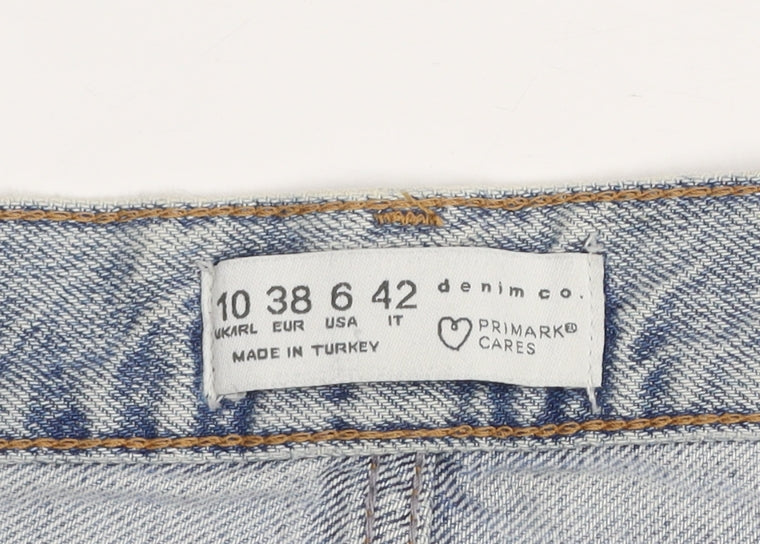 10 38 6 42
UK/IRL EUR USA IT
MADE IN TURKEY
denim co.
PRIMARK®
CARES